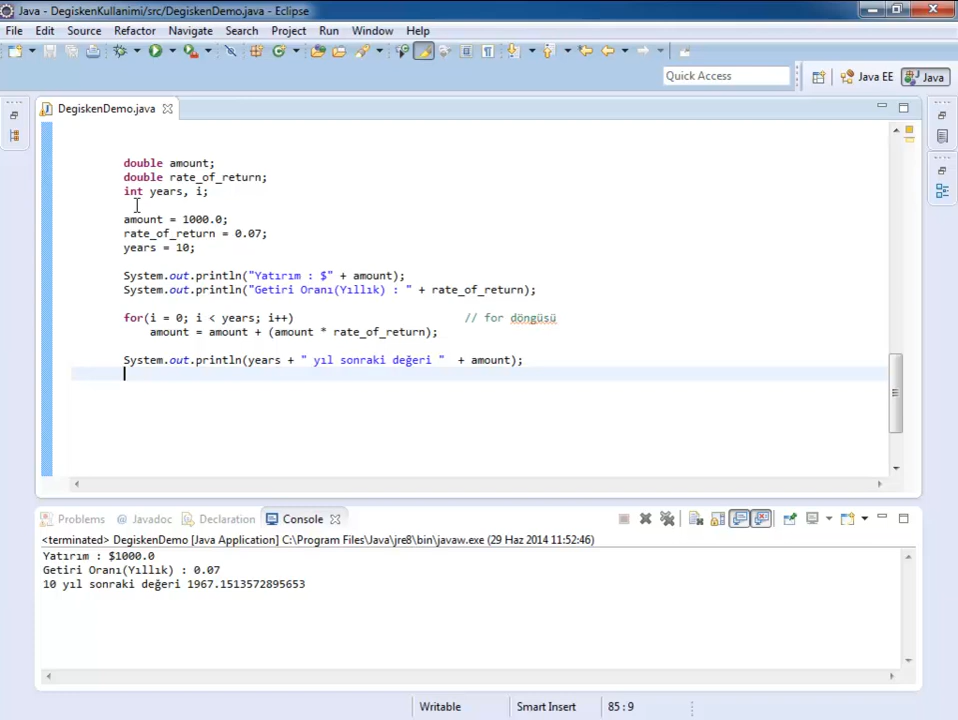 Java - DegiskenKullanimi/src/DegiskenDemo.java - Eclipse
File Edit Source Refactor Navigate Search Project Run Window Help
Quick Access
Java EE
Java
DegiskenDemo.java
double amount;
double rate_of_return;
int years, i;
amount = 1000.0;
rate_of_return = 0.07;
years = 10;
System.out.println("Yatırım : $" + amount);
System.out.println("Getiri Oranı(Yıllık) : " + rate_of_return);
for(i = 0; i < years; i++) // for döngüsü
amount = amount + (amount * rate_of_return);
System.out.println(years + " yıl sonraki değeri " + amount);
Problems Javadoc Declaration Console
<terminated> DegiskenDemo [Java Application] C:\Program Files\Java\jre8\bin\javaw.exe (29 Haz 2014 11:52:46)
Yatırım : $1000.0
Getiri Oranı(Yıllık) : 0.07
10 yıl sonraki değeri 1967.1513572895653
Writable Smart Insert 85 : 9